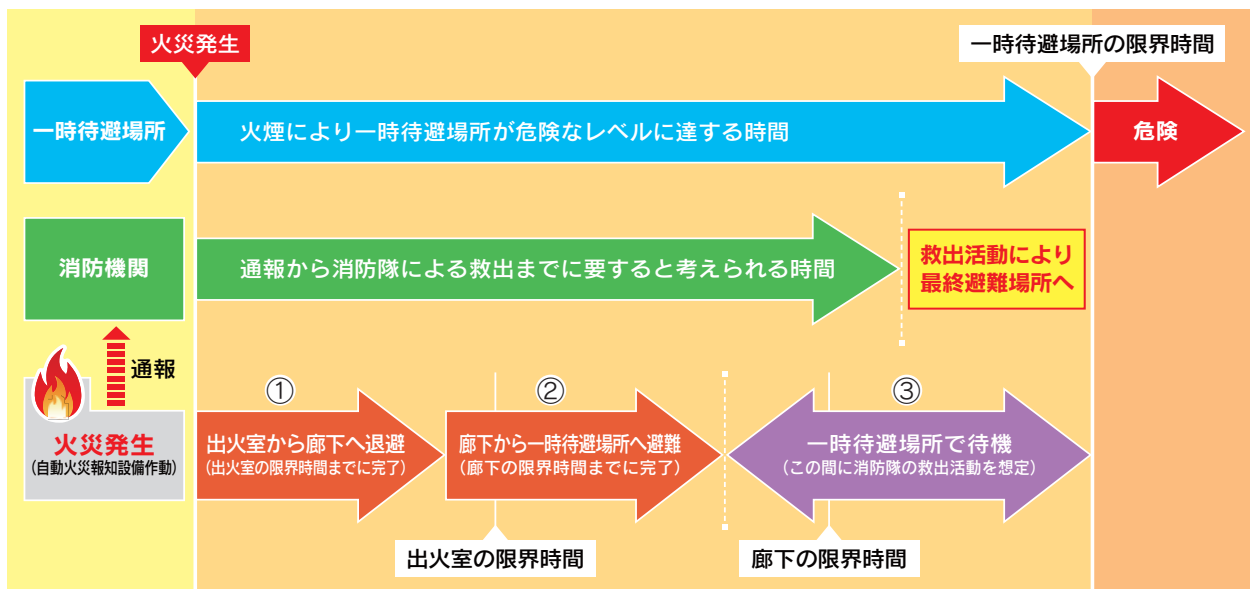 火災発生
一時待避場所の限界時間
一時待避場所
火煙により一時待避場所が危険なレベルに達する時間
危険
消防機関
通報から消防隊による救出までに要すると考えられる時間
救出活動により
最終避難場所へ
通報
火災発生
(自動火災報知設備作動)
①
出火室から廊下へ退避
(出火室の限界時間までに完了)
②
廊下から一時待避場所へ避難
(廊下の限界時間までに完了)
③
一時待避場所で待機
(この間に消防隊の救出活動を想定)
出火室の限界時間
廊下の限界時間